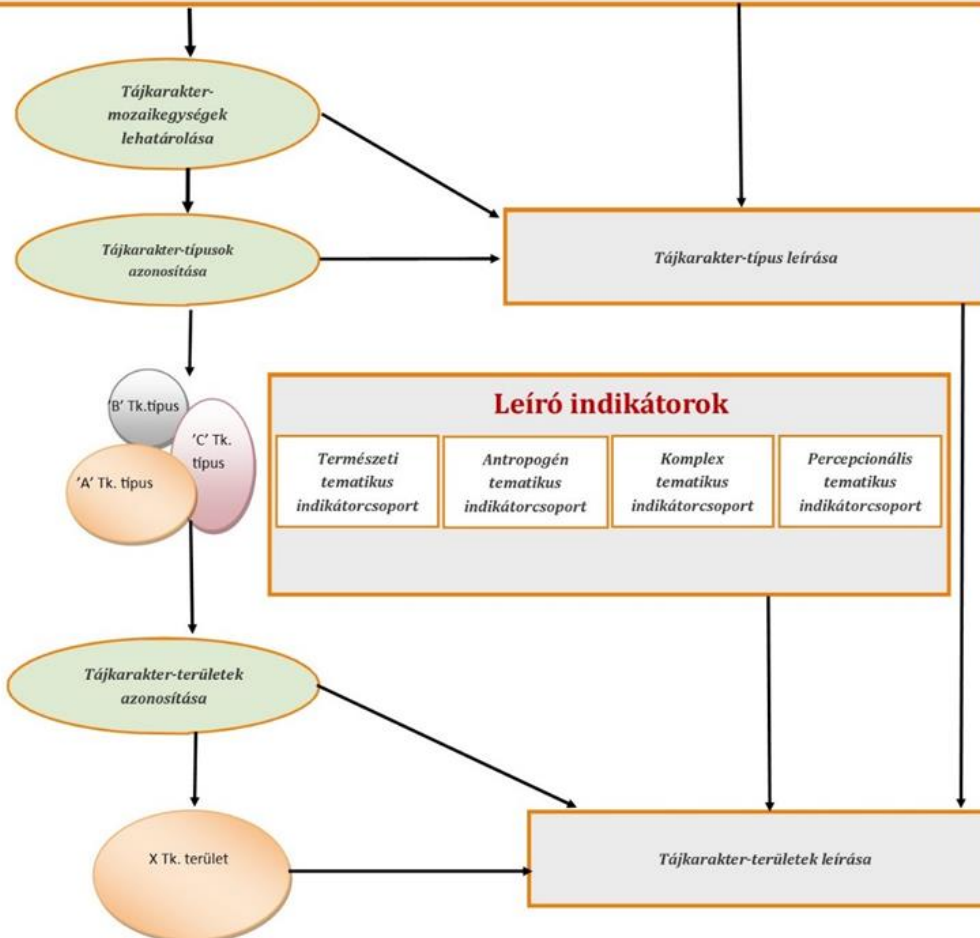 Tájkarakter-
mozaikegységek
lehatárolása
Tájkarakter-típusok
azonosítása
Tájkarakter-típus leírása
'B' Tk.típus
'C' Tk.
típus
'A' Tk. típus
Leíró indikátorok
Természeti
tematikus
indikátorcsoport
Antropogén
tematikus
indikátorcsoport
Komplex
tematikus
indikátorcsoport
Percepcionális
tematikus
indikátorcsoport
Tájkarakter-területek
azonosítása
X Tk. terület
Tájkarakter-területek leírása